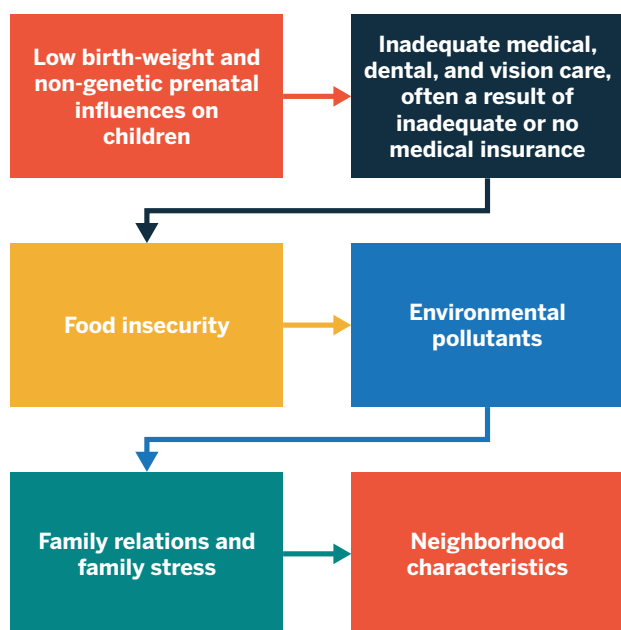 Low birth-weight and
non-genetic prenatal
influences on
children
Inadequate medical,
dental, and vision care,
often a result of
inadequate or no
medical insurance
Food insecurity
Environmental
pollutants
Family relations and
family stress
Neighborhood
characteristics